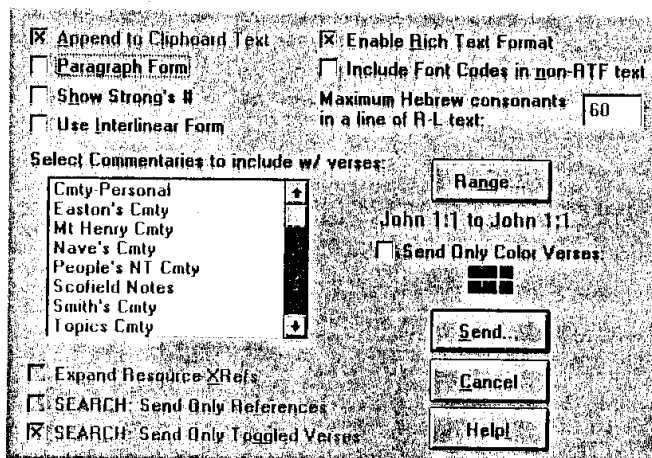 Append to Clipboard Text
Enable Rich Text Format
Paragraph Form
Include Font Codes in non-RTF text
Show Strong's #
Maximum Hebrew consonants
in a line of R-L text:
60
Use Interlinear Form
Select Commentaries to include w/ verses:
Cmty-Personal
Easton's Cmty
Mt Henry Cmty
Nave's Cmty
People's NT Cmty
Scofield Notes
Smith's Cmty
Topics Cmty
Range...
John 1:1 to John 1:1
Send Only Color Verses:
Send...
Cancel
Help!
Expand Resource XRefs
SEARCH: Send Only References
SEARCH: Send Only Toggled Verses